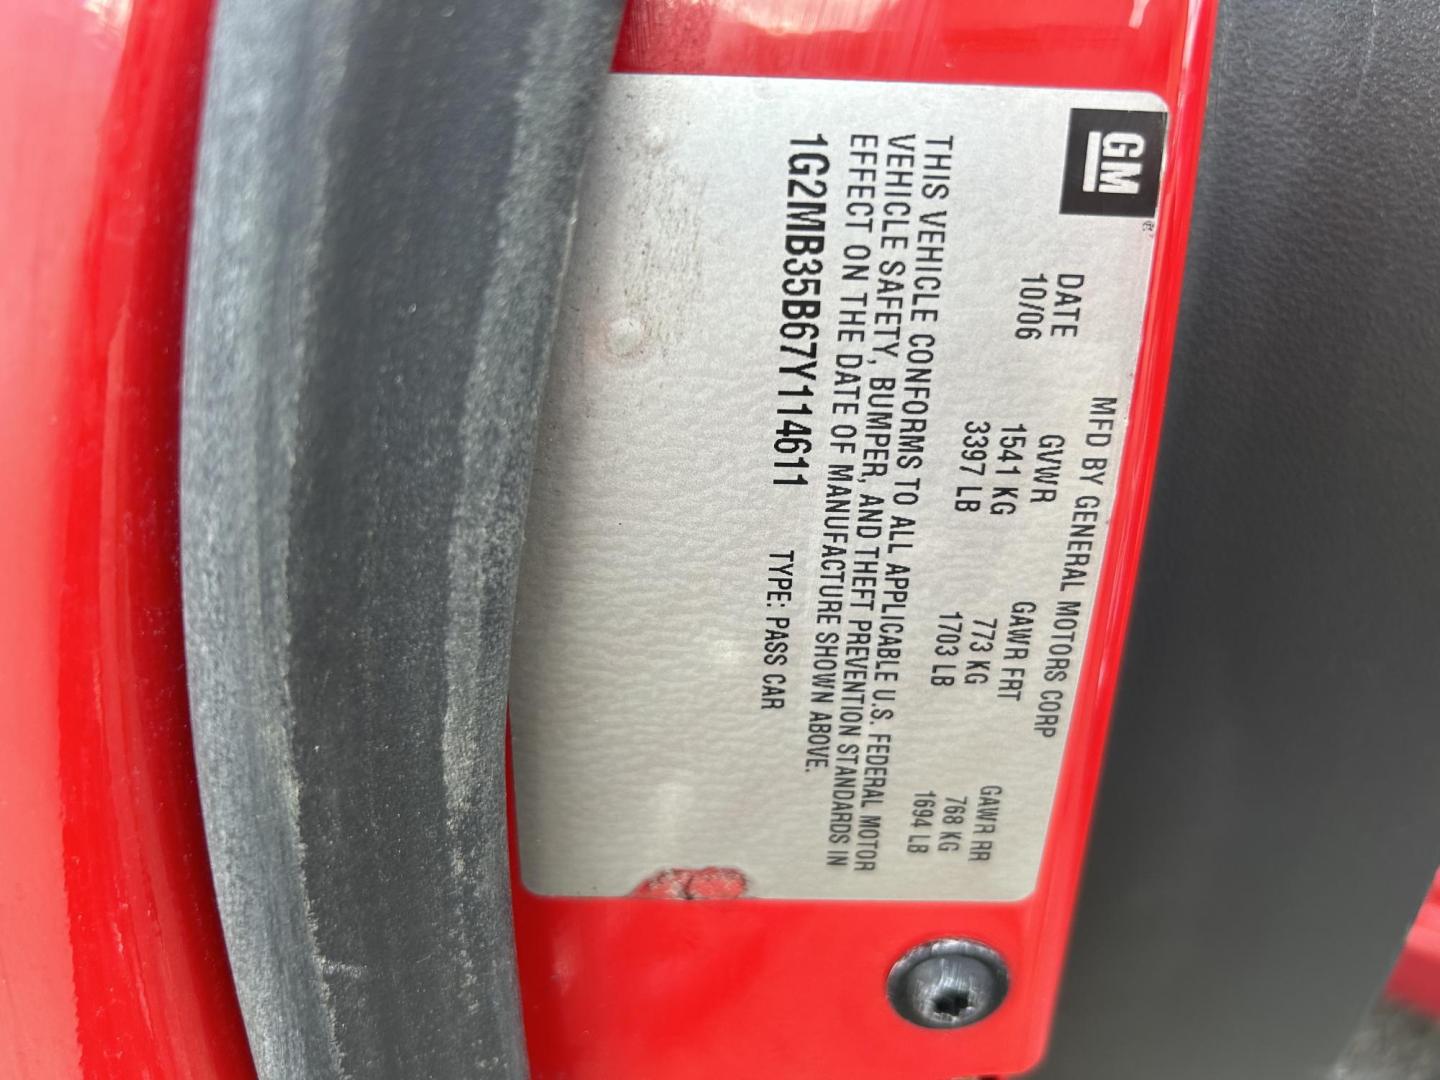 GM
MFD BY GENERAL MOTORS CORP
DATE GVWR GAWR FRT GAWR RR
10/06 1541 KG 773 KG 768 KG
3397 LB 1703 LB 1694 LB
THIS VEHICLE CONFORMS TO ALL APPLICABLE U.S. FEDERAL MOTOR
VEHICLE SAFETY, BUMPER, AND THEFT PREVENTION STANDARDS IN
EFFECT ON THE DATE OF MANUFACTURE SHOWN ABOVE.
1G2MB35B67Y114611 TYPE: PASS CAR